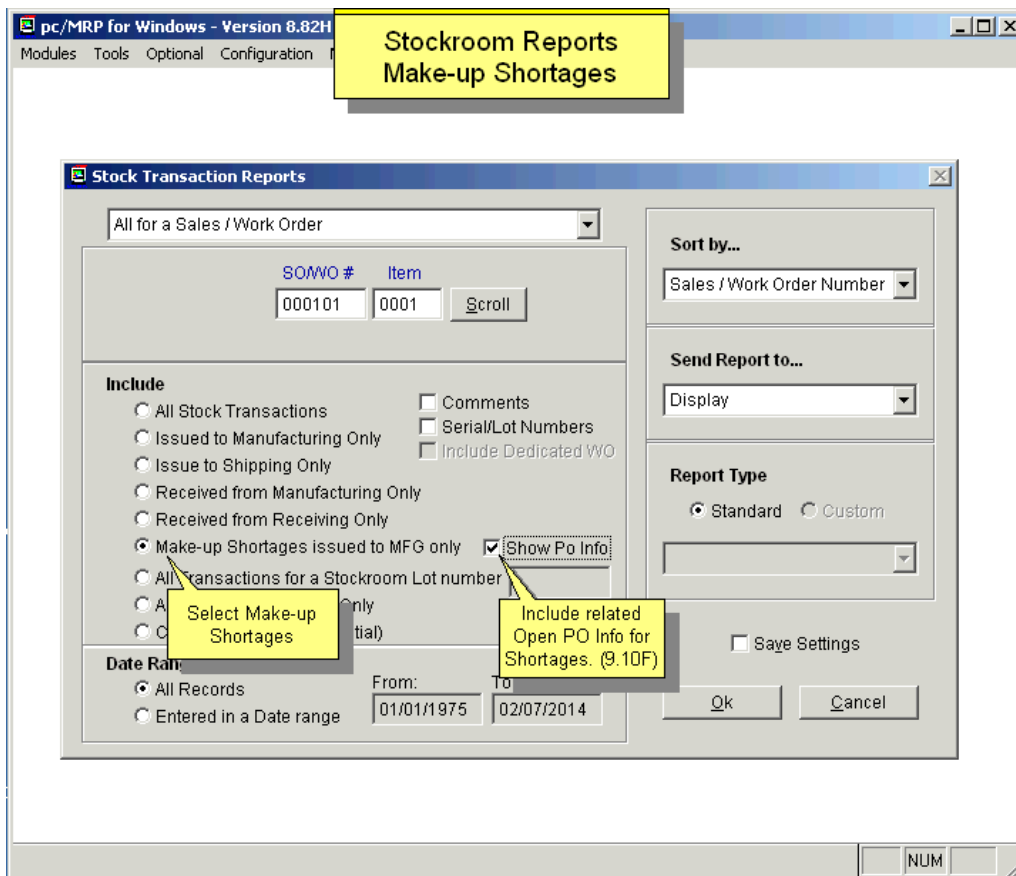 pc/MRP for Windows - Version 8.82H
Stockroom Reports
Make-up Shortages
Modules Tools Optional Configuration
Stock Transaction Reports
All for a Sales / Work Order
SO/WO # Item
000101 0001 Scroll
Include
All Stock Transactions
Issued to Manufacturing Only
Issue to Shipping Only
Received from Manufacturing Only
Received from Receiving Only
Make-up Shortages issued to MFG only
Show Po Info
All Transactions for a Stockroom Lot number
Comments
Serial/Lot Numbers
Include Dedicated WO
Select Make-up
Shortages
Include related
Open PO Info for
Shortages. (9.10F)
Date Ran
All Records
Entered in a Date range
From: To
01/01/1975 02/07/2014
Sort by...
Sales / Work Order Number
Send Report to...
Display
Report Type
Standard Custom
Save Settings
Ok Cancel
NUM